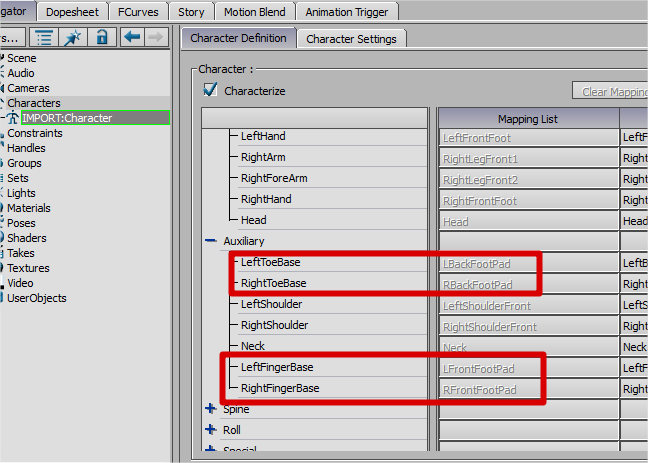 igator Dopesheet FCurves Story Motion Blend Animation Trigger
s... Character Definition Character Settings
Scene
Audio
Cameras
Characters
IMPORT:Character
Constraints
Handles
Groups
Sets
Lights
Materials
Poses
Shaders
Takes
Textures
Video
UserObjects
Character :
Characterize Clear Mapping
Mapping List
LeftHand LeftFrontFoot LeftF
RightArm RightLegFront1 Right
RightForeArm RightLegFront2 Right
RightHand RightFrontFoot Right
Head Head Head
Auxiliary
LeftToeBase LBackFootPad LeftB
RightToeBase RBackFootPad Right
LeftShoulder LeftShoulderFront LeftS
RightShoulder RightShoulderFront Right
Neck Neck Neck
LeftFingerBase LFrontFootPad LeftF
RightFingerBase RFrontFootPad Right
Spine
Roll
Special